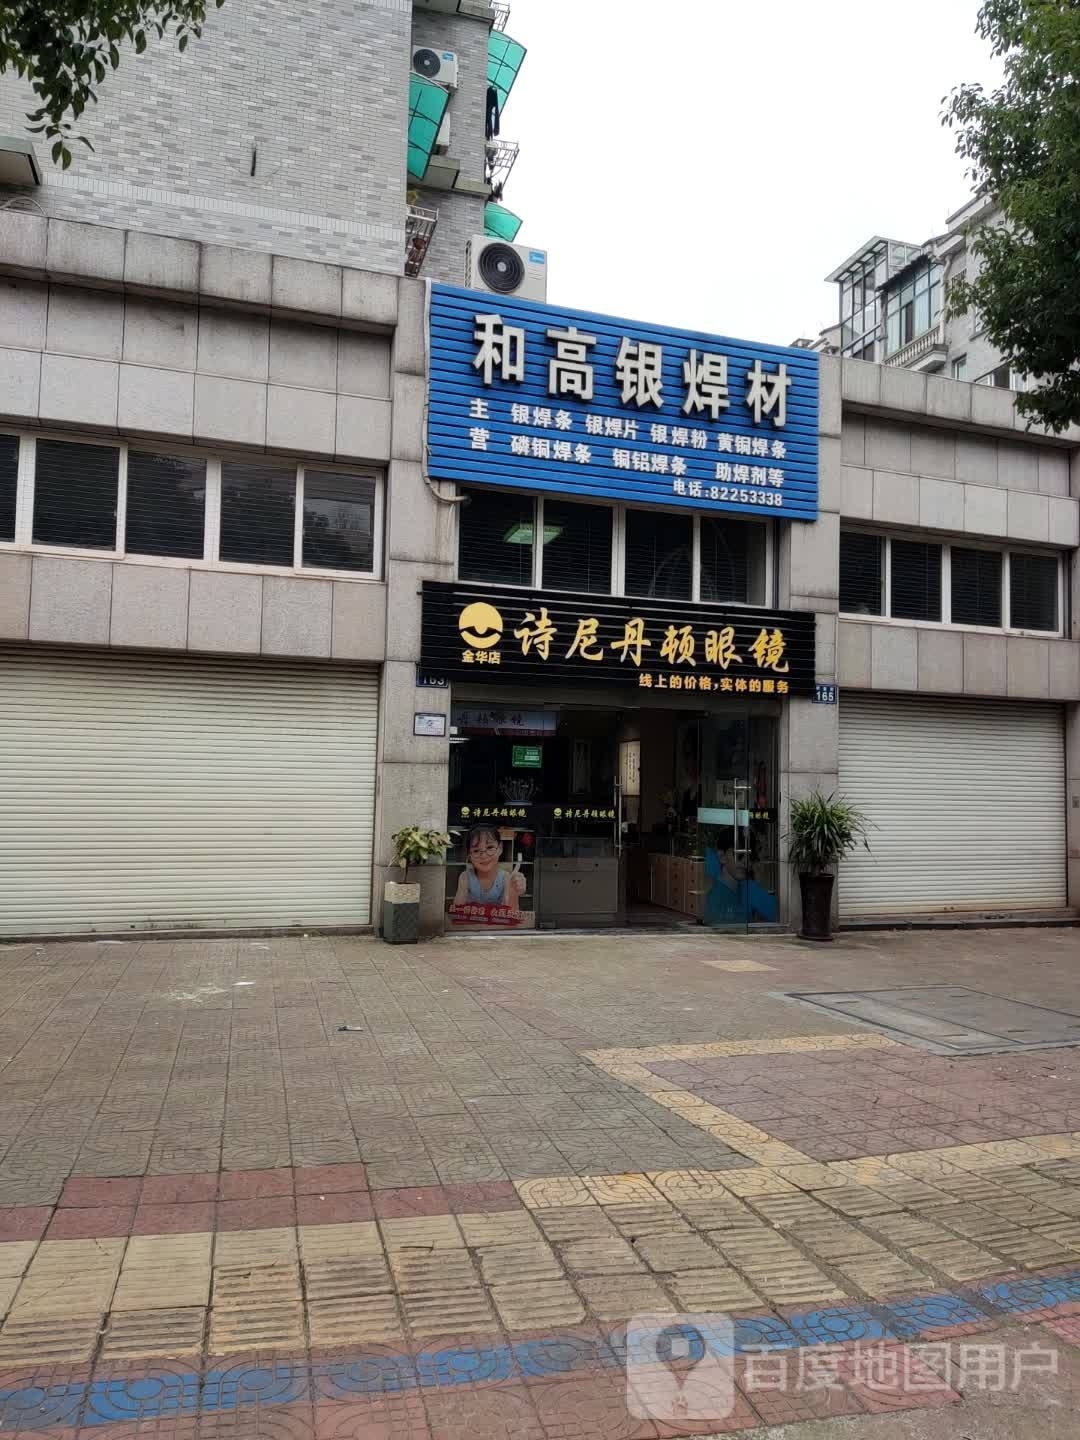 和高银焊材
主营
银焊条 银焊片 银焊粉 黄铜焊条
磷铜焊条 铜铝焊条 助焊剂等
电话:82253338
金华店
诗尼丹顿眼镜
线上的价格,实体的服务
163
165
诗尼丹顿眼镜
诗尼丹顿眼镜
百度地图用户